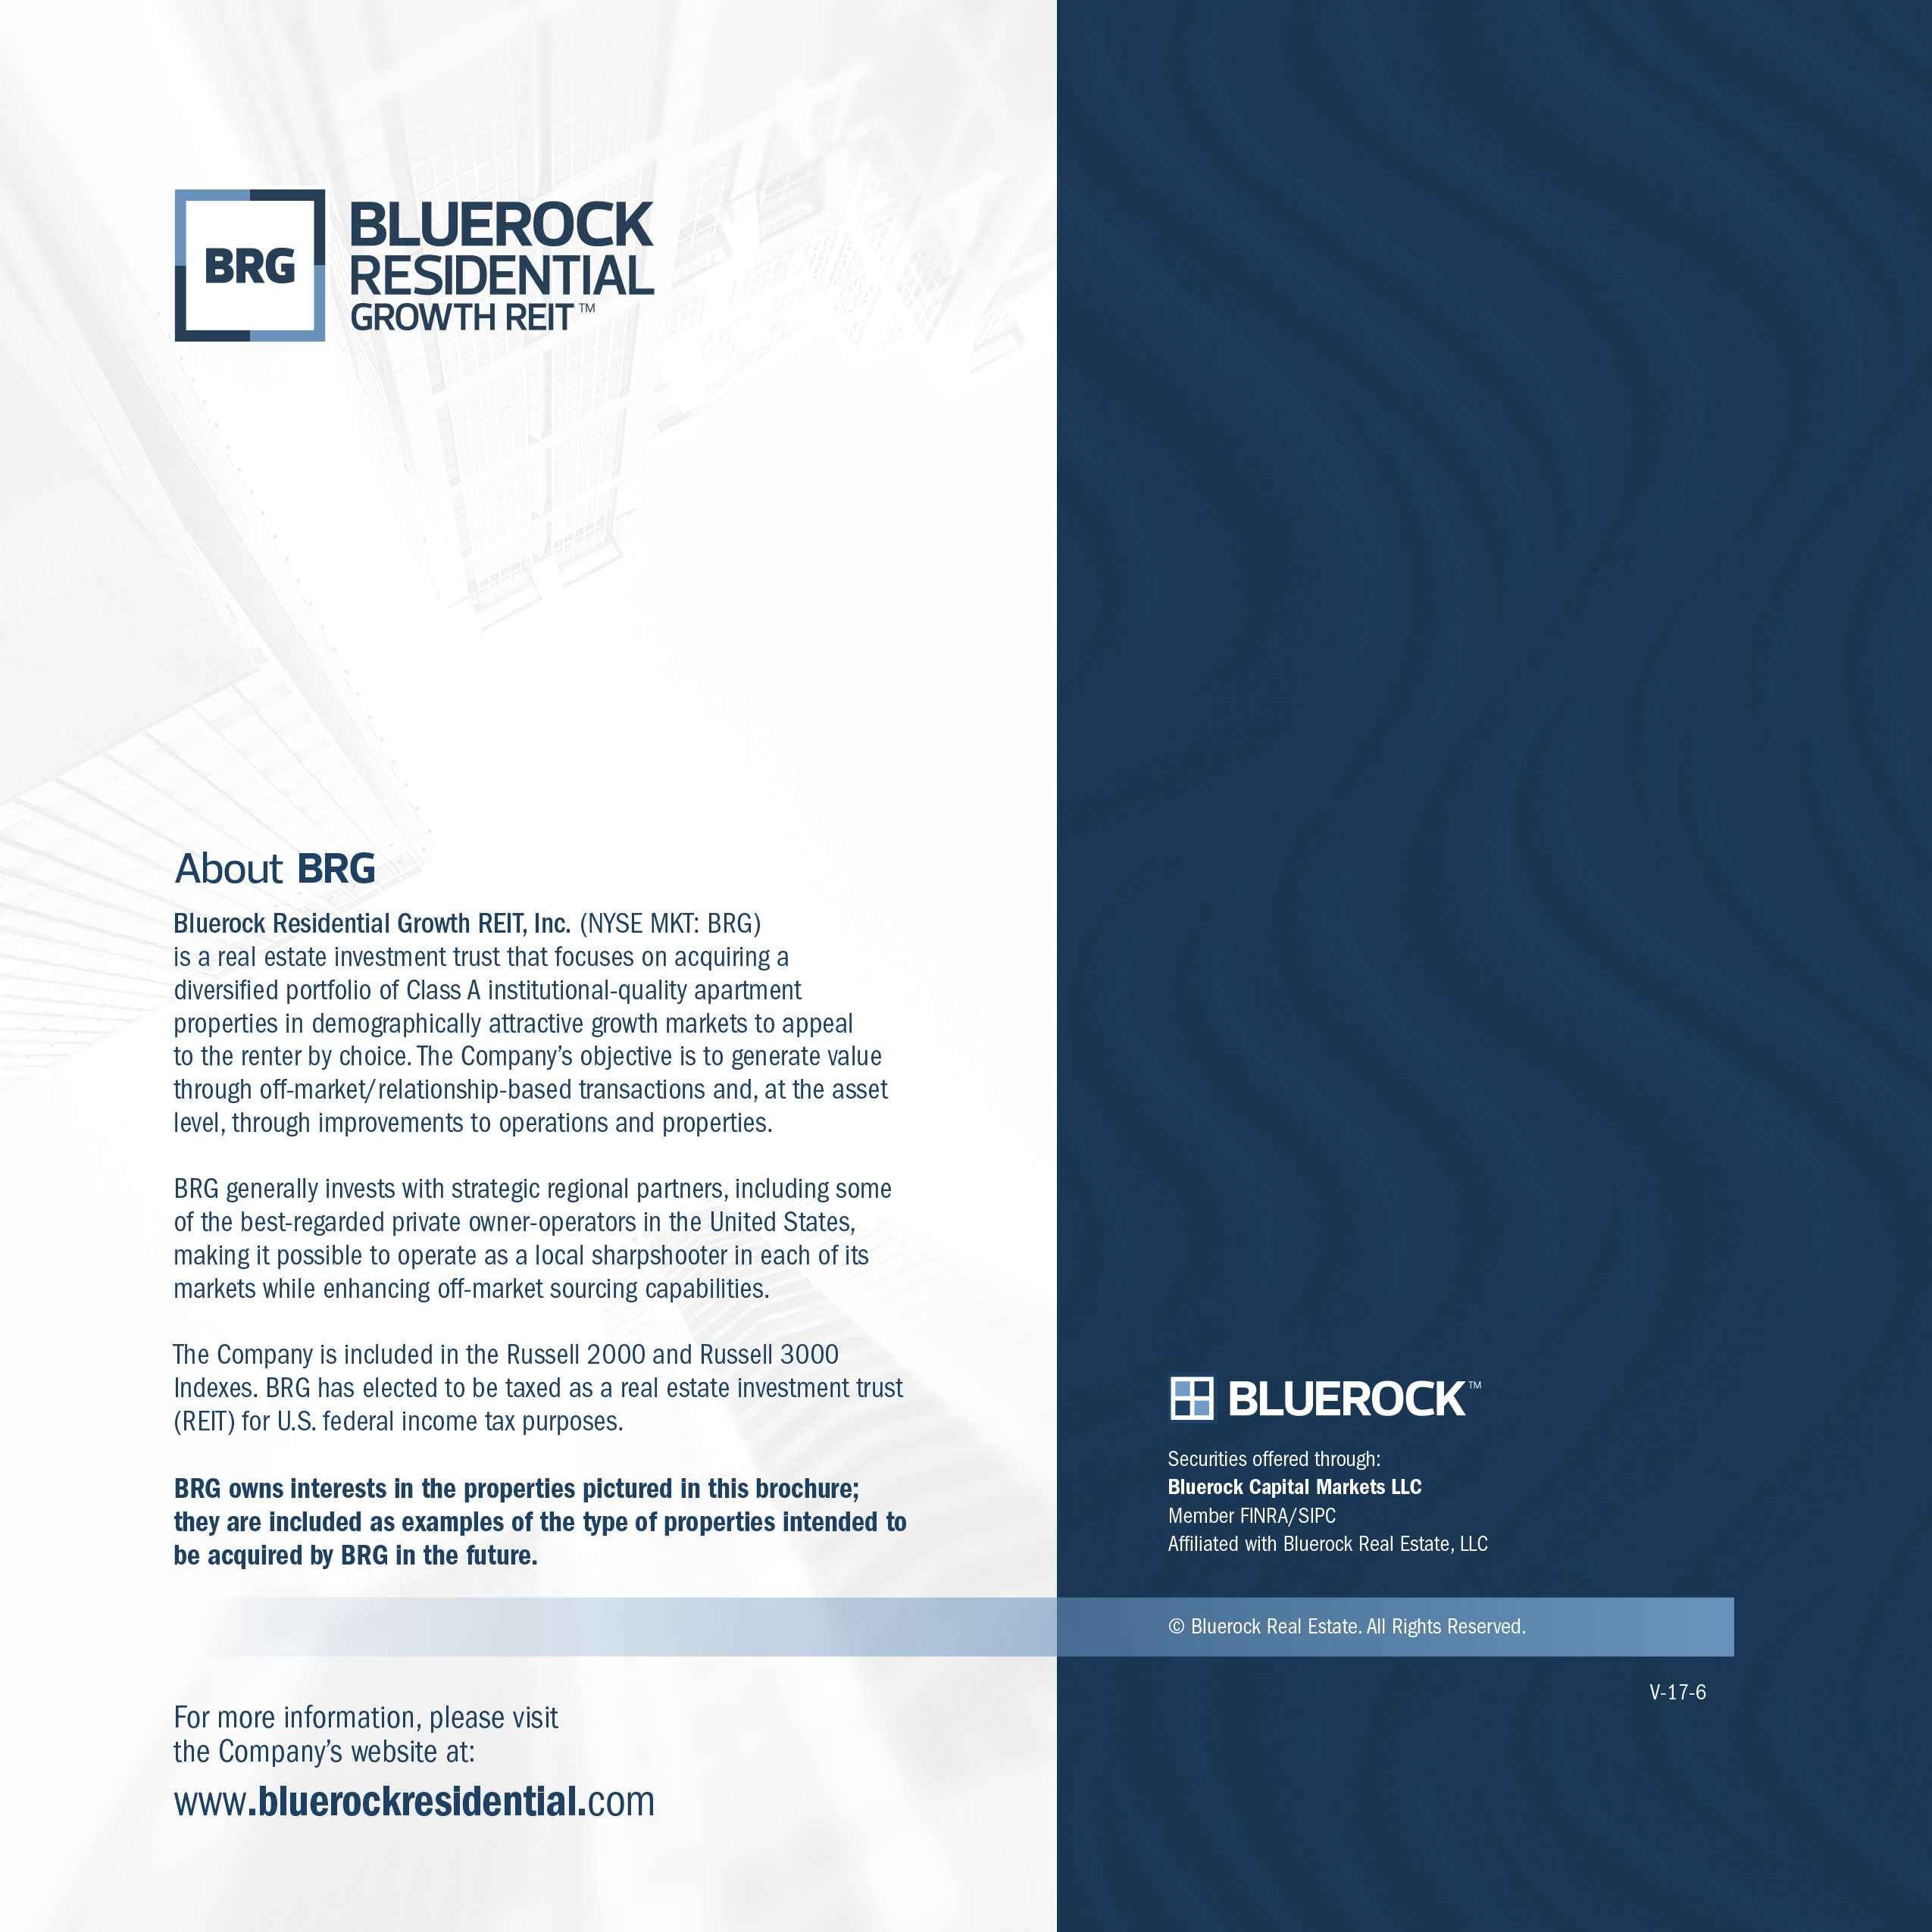 BRG
BLUEROCK
RESIDENTIAL
GROWTH REIT™
About BRG
Bluerock Residential Growth REIT, Inc. (NYSE MKT: BRG)
is a real estate investment trust that focuses on acquiring a
diversified portfolio of Class A institutional-quality apartment
properties in demographically attractive growth markets to appeal
to the renter by choice. The Company’s objective is to generate value
through off-market/relationship-based transactions and, at the asset
level, through improvements to operations and properties.
BRG generally invests with strategic regional partners, including some
of the best-regarded private owner-operators in the United States,
making it possible to operate as a local sharpshooter in each of its
markets while enhancing off-market sourcing capabilities.
The Company is included in the Russell 2000 and Russell 3000
Indexes. BRG has elected to be taxed as a real estate investment trust
(REIT) for U.S. federal income tax purposes.
BRG owns interests in the properties pictured in this brochure;
they are included as examples of the type of properties intended to
be acquired by BRG in the future.
For more information, please visit
the Company’s website at:
www.bluerockresidential.com
BLUEROCK™
Securities offered through:
Bluerock Capital Markets LLC
Member FINRA/SIPC
Affiliated with Bluerock Real Estate, LLC
© Bluerock Real Estate. All Rights Reserved.
V-17-6